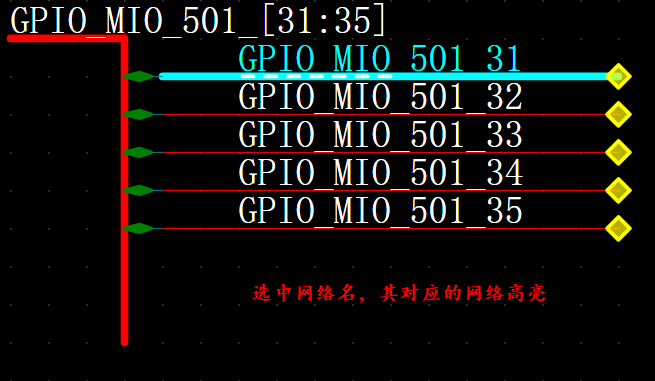 GPIO_MIO_501_[31:35]
GPIO_MIO_501_31
GPIO_MIO_501_32
GPIO_MIO_501_33
GPIO_MIO_501_34
GPIO_MIO_501_35
选中网络名，其对应的网络高亮